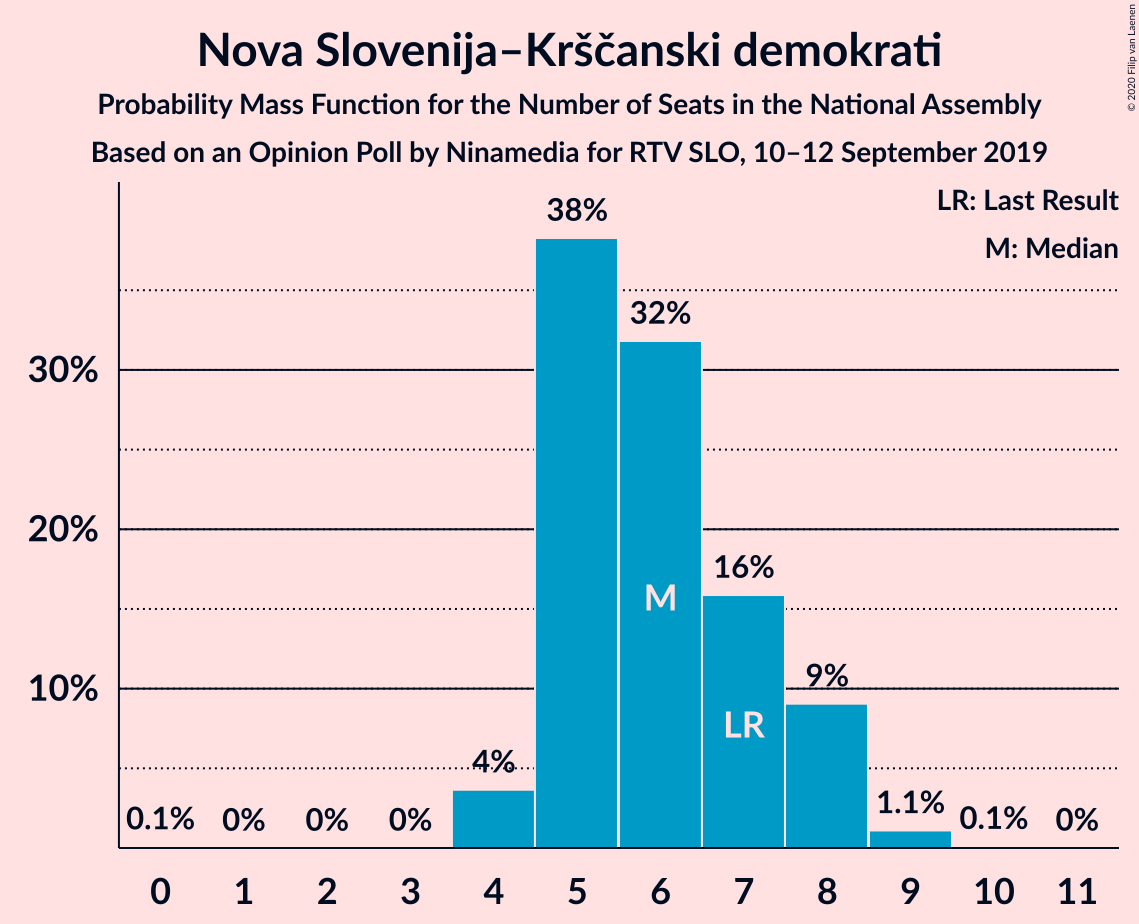 Nova Slovenija–Krščanski demokrati
Probability Mass Function for the Number of Seats in the National Assembly
Based on an Opinion Poll by Ninamedia for RTV SLO, 10–12 September 2019
© 2020 Filip van Laenen
LR: Last Result
M: Median
38%
32%
30%
20%
16%
M
10%
9%
LR
4%
0.1% 0% 0% 0% 1.1% 0.1% 0%
0 1 2 3 4 5 6 7 8 9 10 11